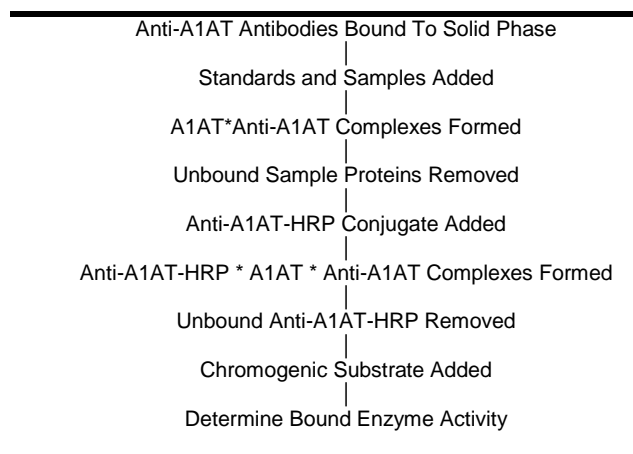 Anti-A1AT Antibodies Bound To Solid Phase
Standards and Samples Added
A1AT*Anti-A1AT Complexes Formed
Unbound Sample Proteins Removed
Anti-A1AT-HRP Conjugate Added
Anti-A1AT-HRP * A1AT * Anti-A1AT Complexes Formed
Unbound Anti-A1AT-HRP Removed
Chromogenic Substrate Added
Determine Bound Enzyme Activity